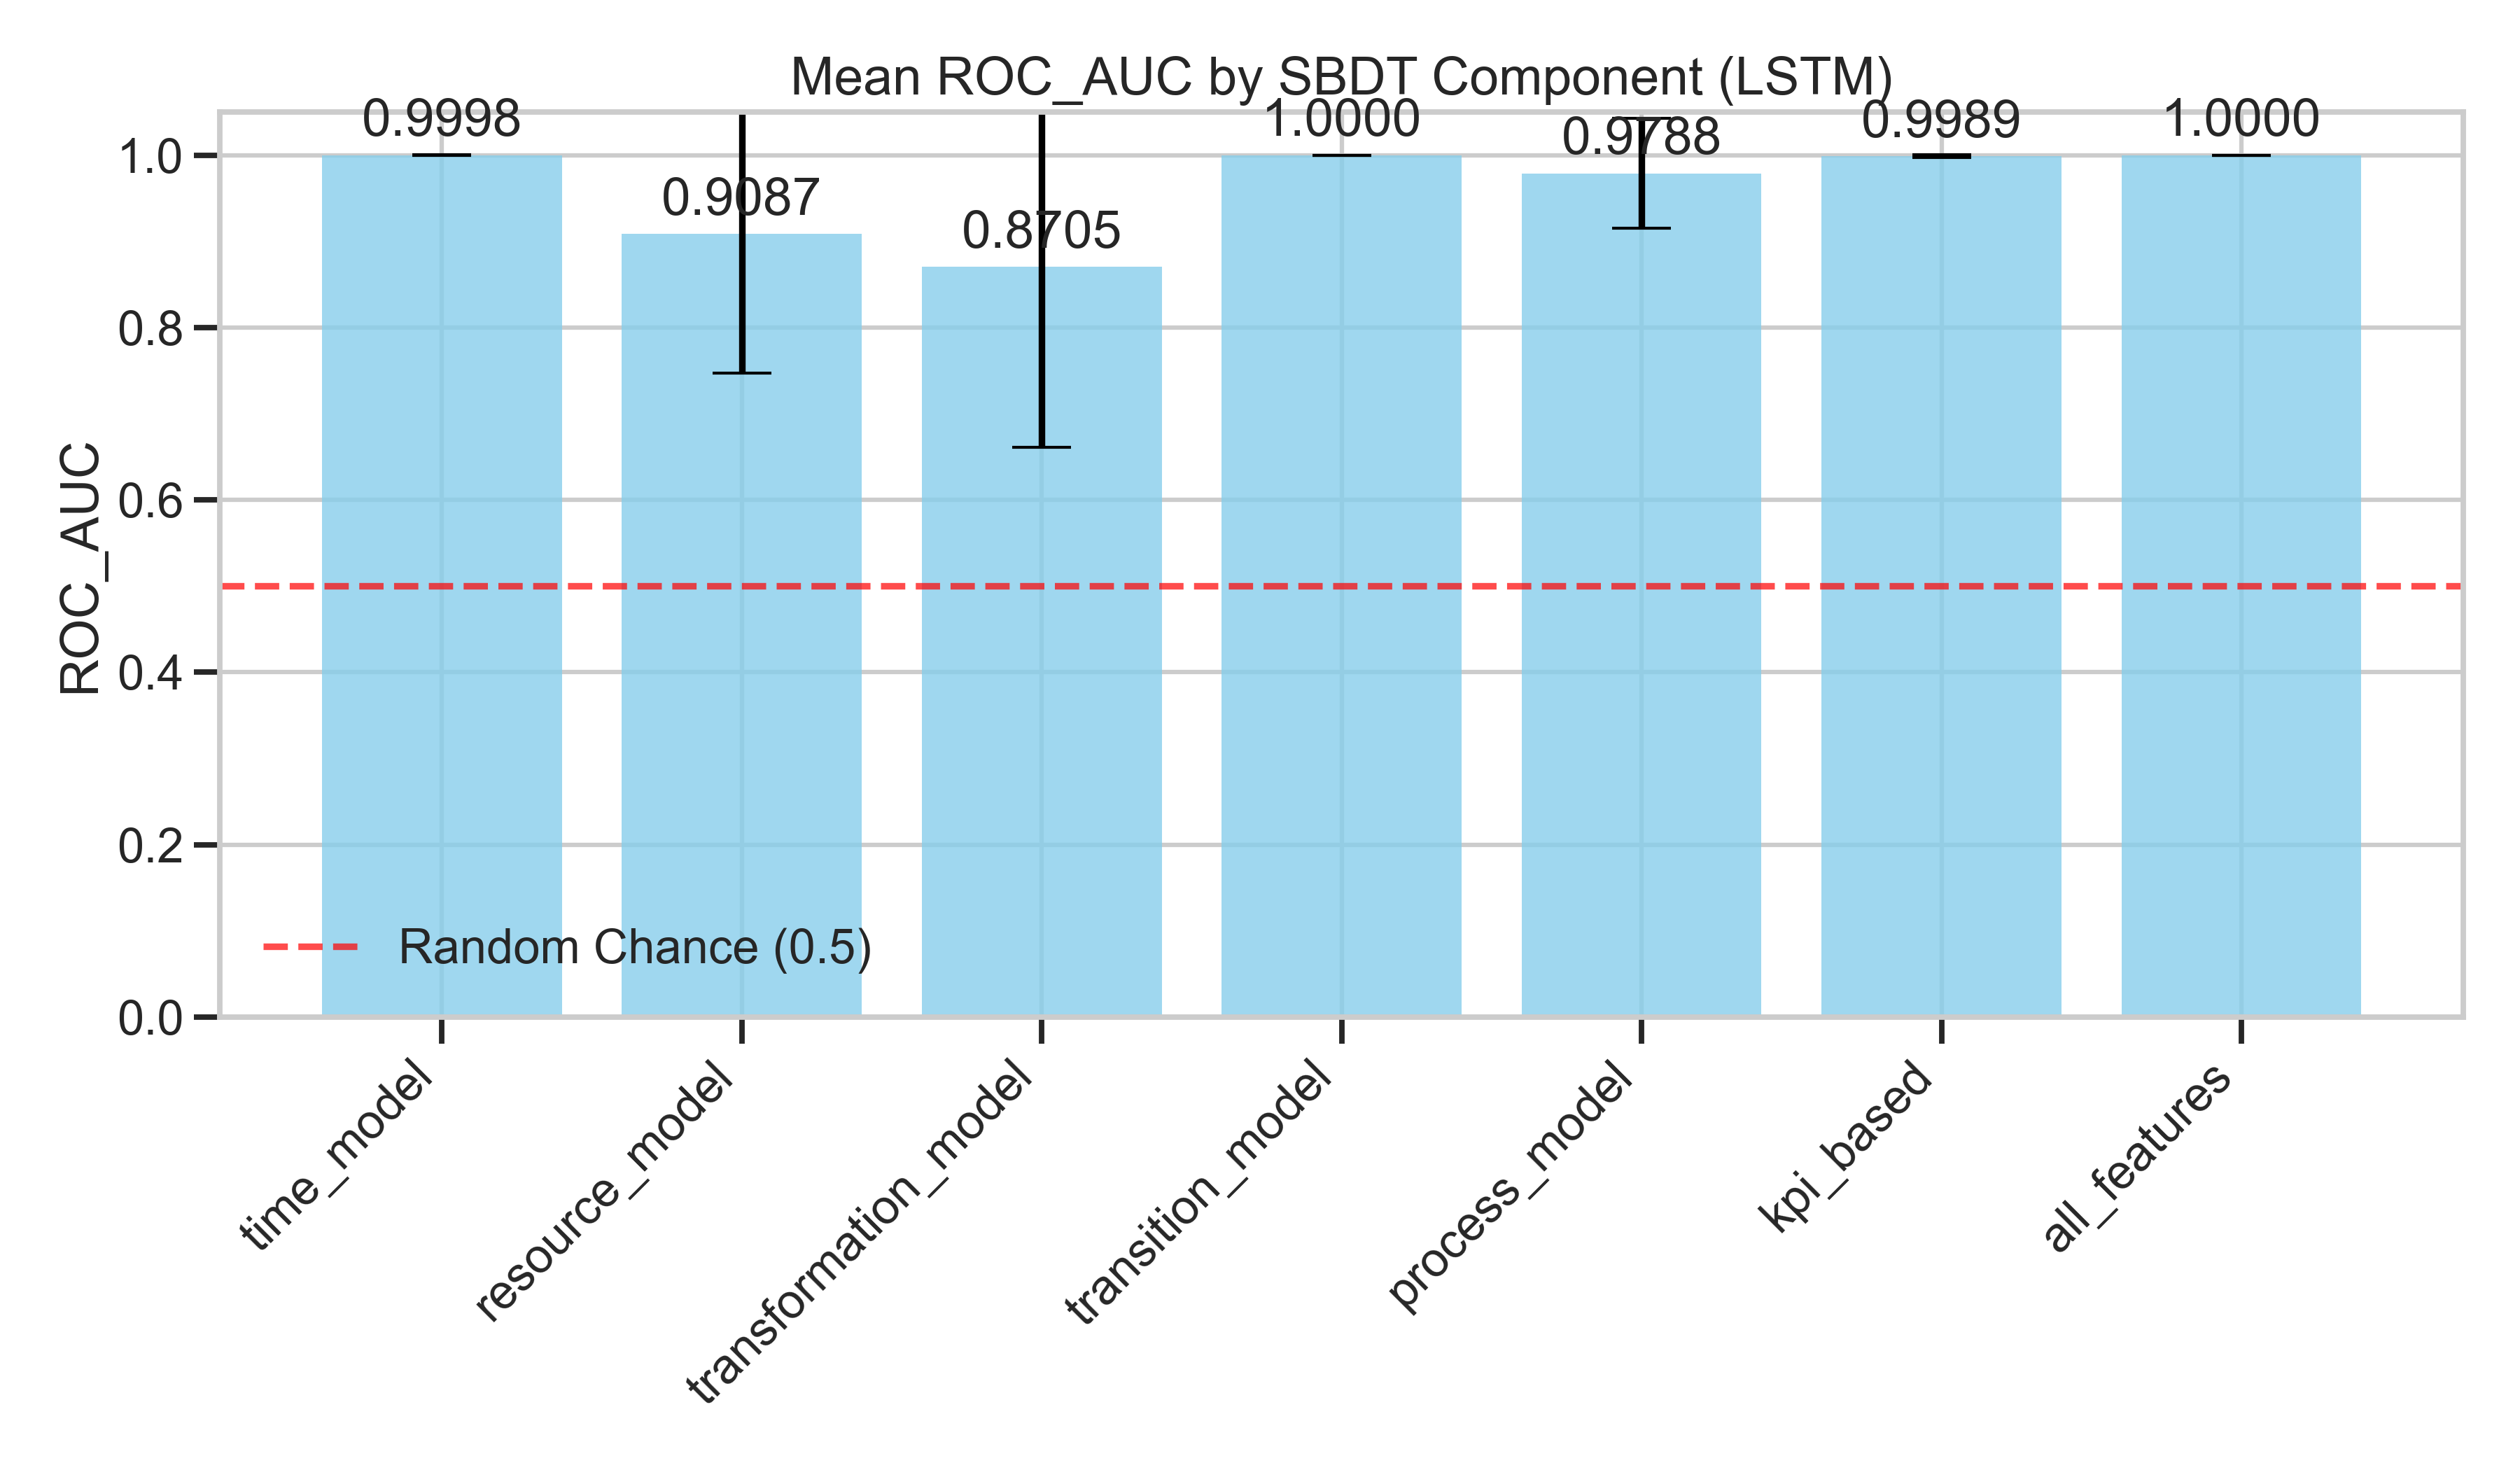 Mean ROC_AUC by SBDT Component (LSTM)
0.9998
0.9087
0.8705
1.0000
0.9788
0.9989
1.0000
1.0
0.8
0.6
0.4
0.2
0.0
ROC_AUC
Random Chance (0.5)
time_model
resource_model
transformation_model
transition_model
process_model
kpi_based
all_features